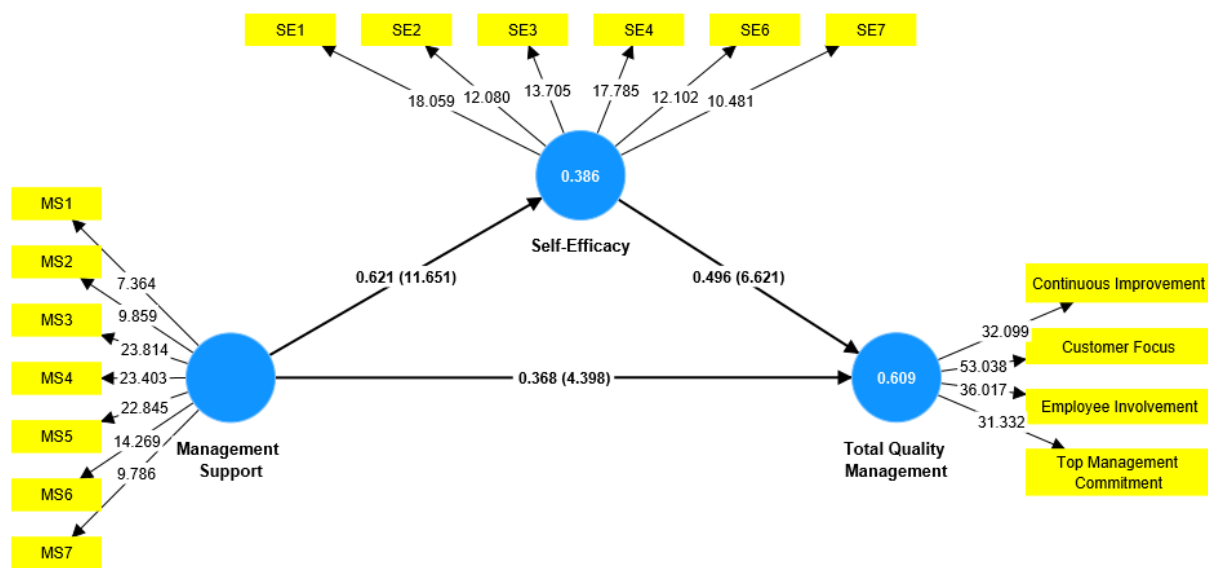 SE1
SE2
SE3
SE4
SE6
SE7
18.059
12.080
13.705
17.785
12.102
10.481
0.386
Self-Efficacy
MS1
MS2
MS3
MS4
MS5
MS6
MS7
7.364
9.859
23.814
23.403
22.845
14.269
9.786
Management
Support
0.621 (11.651)
0.496 (6.621)
0.368 (4.398)
0.609
Total Quality
Management
32.099
53.038
36.017
31.332
Continuous Improvement
Customer Focus
Employee Involvement
Top Management
Commitment